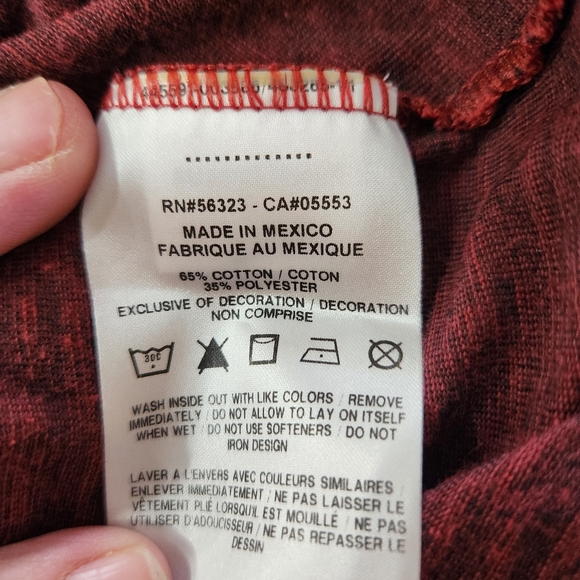 RN#56323 - CA#05553
MADE IN MEXICO
FABRIQUE AU MEXIQUE
65% COTTON / COTON
35% POLYESTER
EXCLUSIVE OF DECORATION / DECORATION
NON COMPRISE
30C
WASH INSIDE OUT WITH LIKE COLORS / REMOVE
IMMEDIATELY / DO NOT ALLOW TO LAY ON ITSELF
WHEN WET / DO NOT USE SOFTENERS / DO NOT
IRON DESIGN
LAVER A L'ENVERS AVEC COULEURS SIMILAIRES /
ENLEVER IMMEDIATEMENT / NE PAS LAISSER LE
VÊTEMENT PLIÉ LORSQU'IL EST MOUILLÉ / NE PAS
UTILISER D'ADOUCISSEUR / NE PAS REPASSER LE
DESSIN